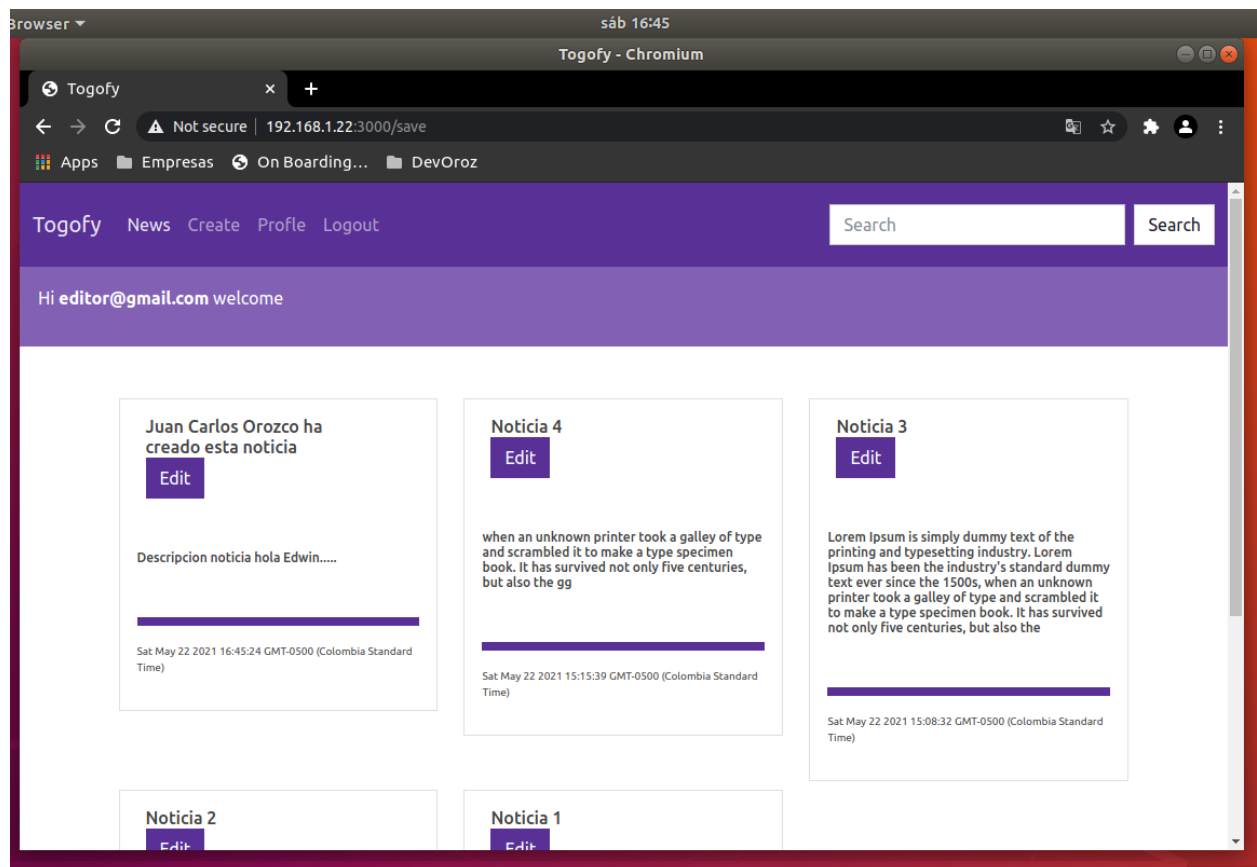 Browser
sáb 16:45
Togofy - Chromium
Togofy
Not secure | 192.168.1.22:3000/save
Apps Empresas On Boarding... DevOroz
Togofy News Create Profle Logout Search Search
Hi editor@gmail.com welcome
Juan Carlos Orozco ha
creado esta noticia
Edit
Descripcion noticia hola Edwin.....
Sat May 22 2021 16:45:24 GMT-0500 (Colombia Standard
Time)
Noticia 4
Edit
when an unknown printer took a galley of type
and scrambled it to make a type specimen
book. It has survived not only five centuries,
but also the gg
Sat May 22 2021 15:15:39 GMT-0500 (Colombia Standard
Time)
Noticia 3
Edit
Lorem Ipsum is simply dummy text of the
printing and typesetting industry. Lorem
Ipsum has been the industry's standard dummy
text ever since the 1500s, when an unknown
printer took a galley of type and scrambled it
to make a type specimen book. It has survived
not only five centuries, but also the
Sat May 22 2021 15:08:32 GMT-0500 (Colombia Standard
Time)
Noticia 2
Edit
Noticia 1
Edit